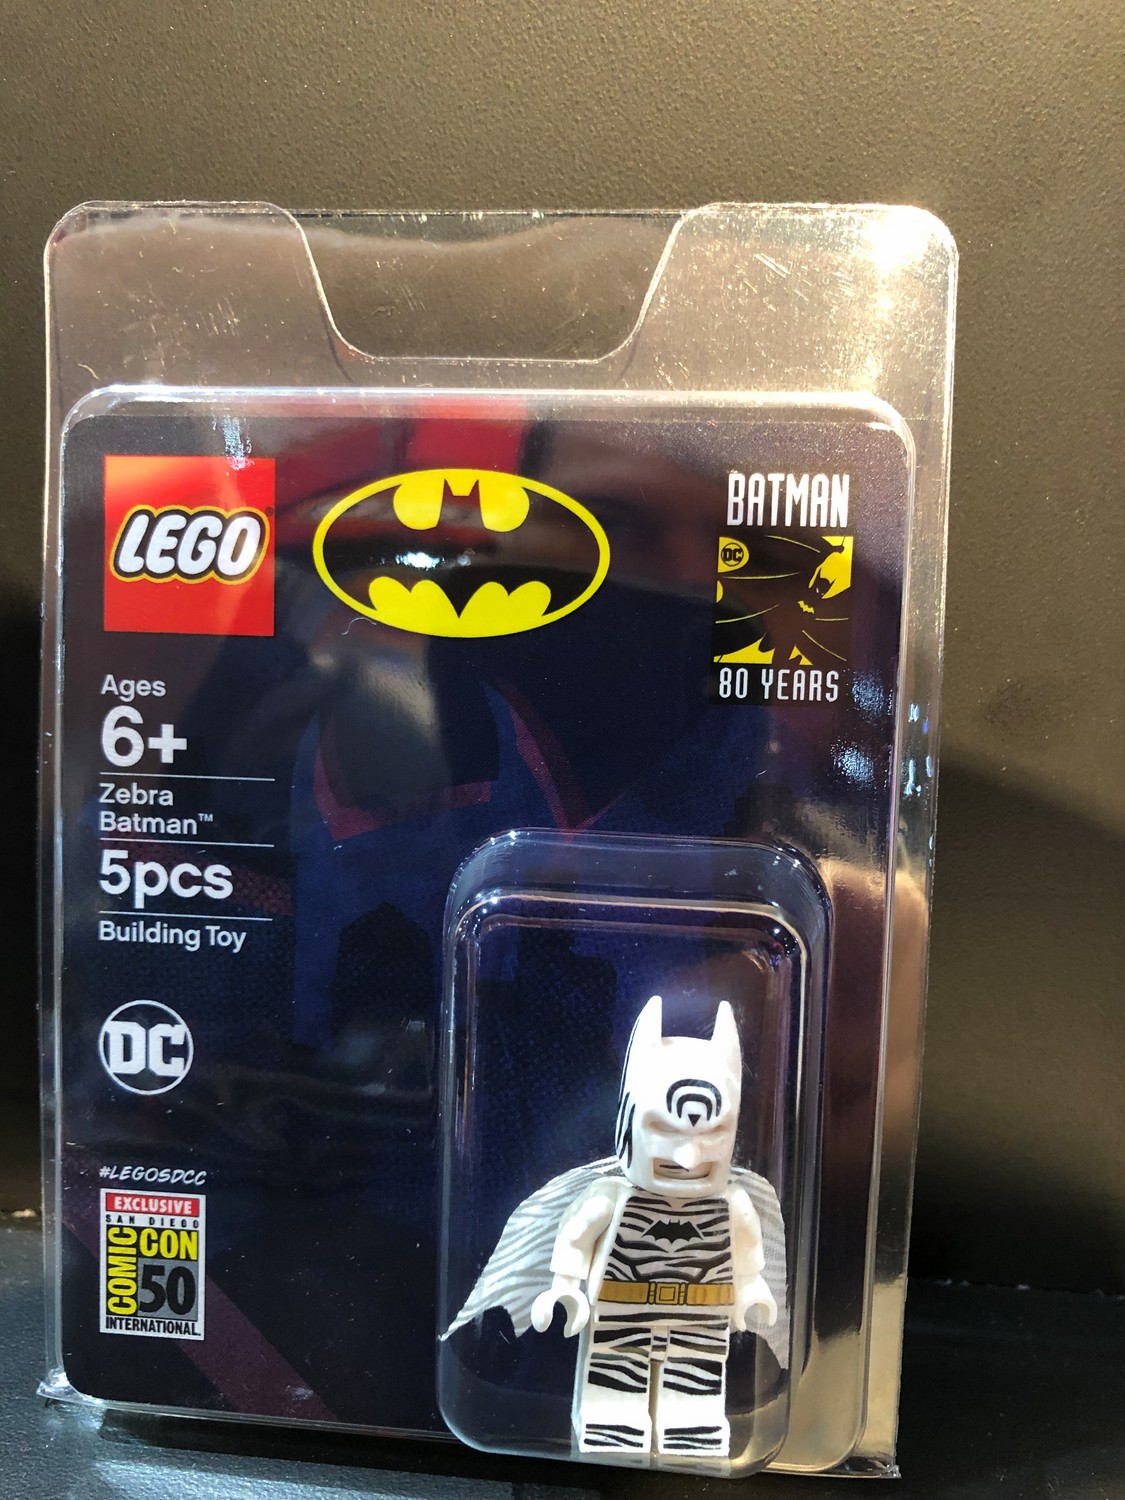 LEGO®
BATMAN
DC
80 YEARS
Ages
6+
Zebra
Batman™
5pcs
Building Toy
DC
#LEGOSDCC
EXCLUSIVE
SAN DIEGO
COMIC
CON
50
INTERNATIONAL